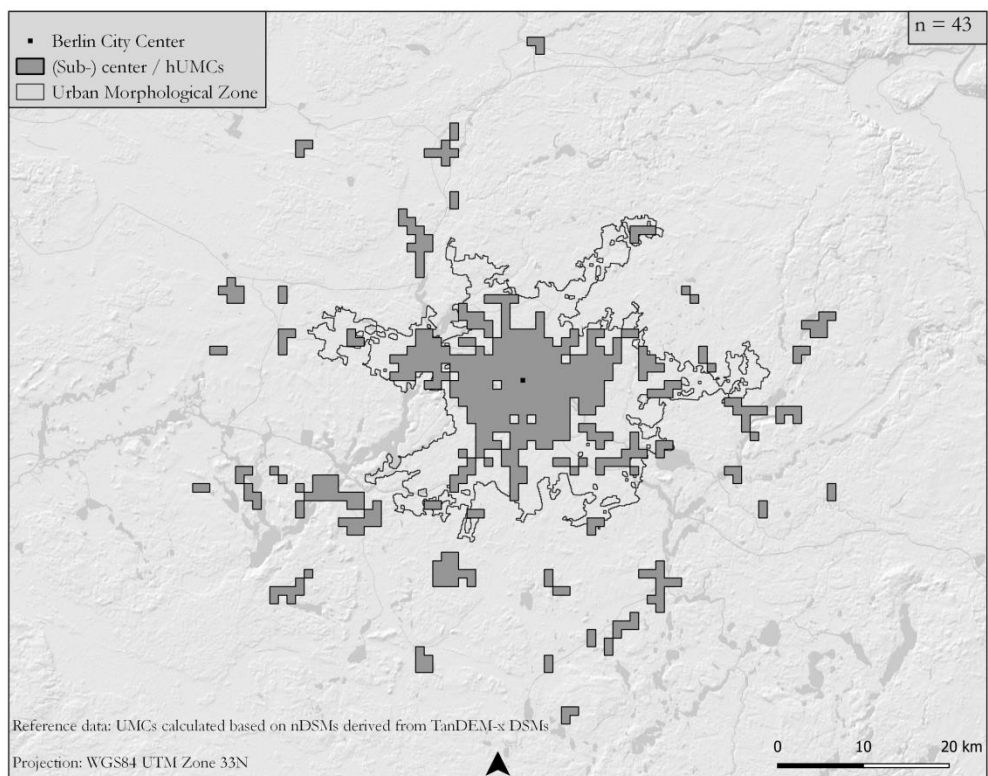 n = 43
Berlin City Center
(Sub-) center / hUMCs
Urban Morphological Zone
Reference data: UMCs calculated based on nDSMs derived from TanDEM-x DSMs
Projection: WGS84 UTM Zone 33N
0 10 20 km